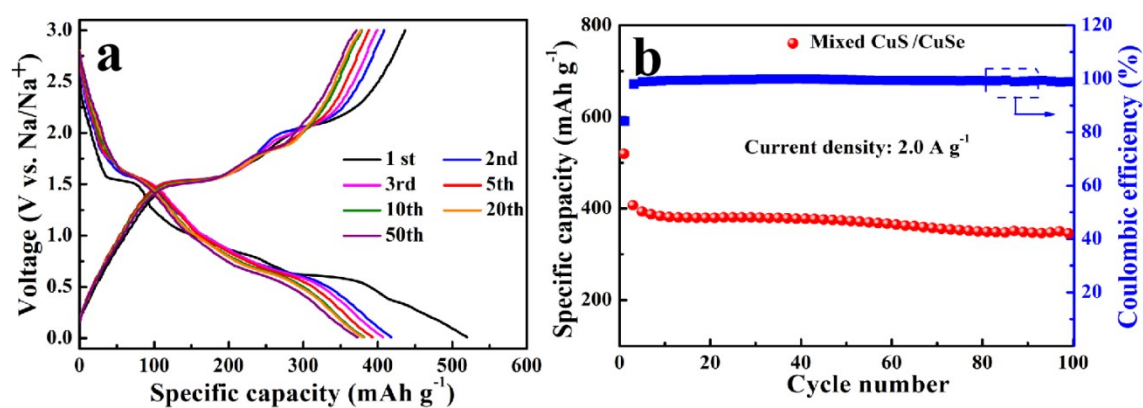 a
Voltage (V vs. Na/Na⁺)
3.0
2.5
2.0
1.5
1.0
0.5
0.0
1 st
2nd
3rd
5th
10th
20th
50th
0
100
200
300
400
500
600
Specific capacity (mAh g⁻¹)
b
Specific capacity (mAh g⁻¹)
800
600
400
200
Mixed CuS /CuSe
Current density: 2.0 A g⁻¹
0
20
40
60
80
100
Cycle number
120
100
80
60
40
20
Coulombic efficiency (%)